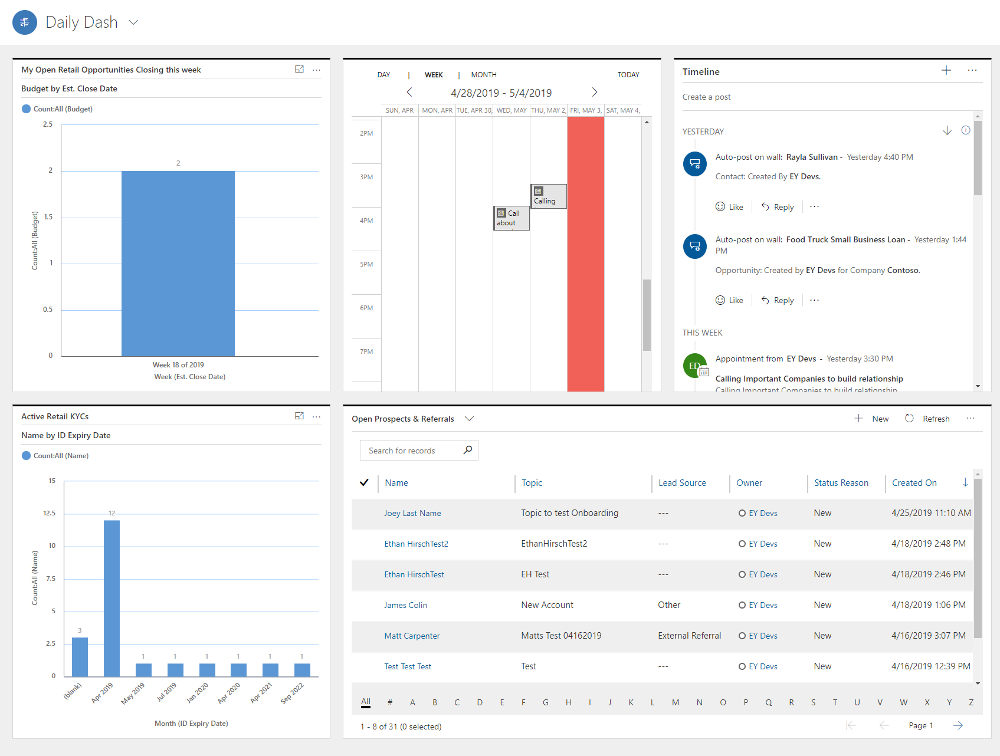 Daily Dash
My Open Retail Opportunities Closing this week
...
Budget by Est. Close Date
Count:All (Budget)
2.5
2
1.5
1
0.5
0
Count:All (Budget)
2
Week 18 of 2019
Week (Est. Close Date)
DAY | WEEK | MONTH TODAY
4/28/2019 - 5/4/2019
SUN, APR MON, APR TUE, APR 30, WED, MAY THU, MAY 2, FRI, MAY 3, SAT, MAY 4,
2PM
3PM
Calling
Call
about
4PM
5PM
6PM
7PM
Timeline
...
Create a post
YESTERDAY
Auto-post on wall: Rayla Sullivan - Yesterday 4:40 PM
Contact: Created By EY Devs.
Like Reply ...
Auto-post on wall: Food Truck Small Business Loan - Yesterday 1:44
PM
Opportunity: Created by EY Devs for Company Contoso.
Like Reply ...
THIS WEEK
ED
Appointment from EY Devs - Yesterday 3:30 PM
Calling Important Companies to build relationship
Calling Important Companies to build relationship
Active Retail KYCs
...
Name by ID Expiry Date
Count:All (Name)
15
12.5
10
7.5
5
2.5
0
Count:All (Name)
3 12 1 1 1 1 1 1
(blank) Apr 2019 May 2019 Jul 2019 Jan 2020 Apr 2020 Apr 2021 Sep 2022
Month (ID Expiry Date)
Open Prospects & Referrals
New Refresh ...
Search for records
Name Topic Lead Source Owner Status Reason Created On
Joey Last Name Topic to test Onboarding --- EY Devs New 4/25/2019 11:10 AM
Ethan HirschTest2 EthanHirschTest2 --- EY Devs New 4/18/2019 2:48 PM
Ethan HirschTest EH Test --- EY Devs New 4/18/2019 2:46 PM
James Colin New Account Other EY Devs New 4/18/2019 1:06 PM
Matt Carpenter Matts Test 04162019 External Referral EY Devs New 4/16/2019 3:07 PM
Test Test Test Test --- EY Devs New 4/16/2019 12:39 PM
All # A B C D E F G H I J K L M N O P Q R S T U V W X Y Z
1 - 8 of 31 (0 selected)
Page 1